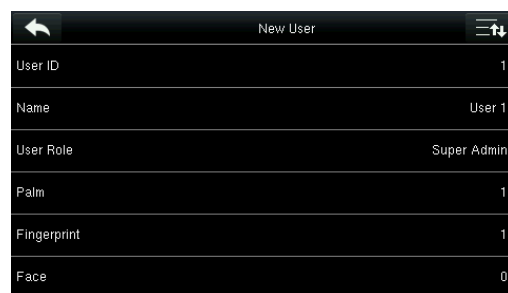 New User
User ID 1
Name User 1
User Role Super Admin
Palm 1
Fingerprint 1
Face 0